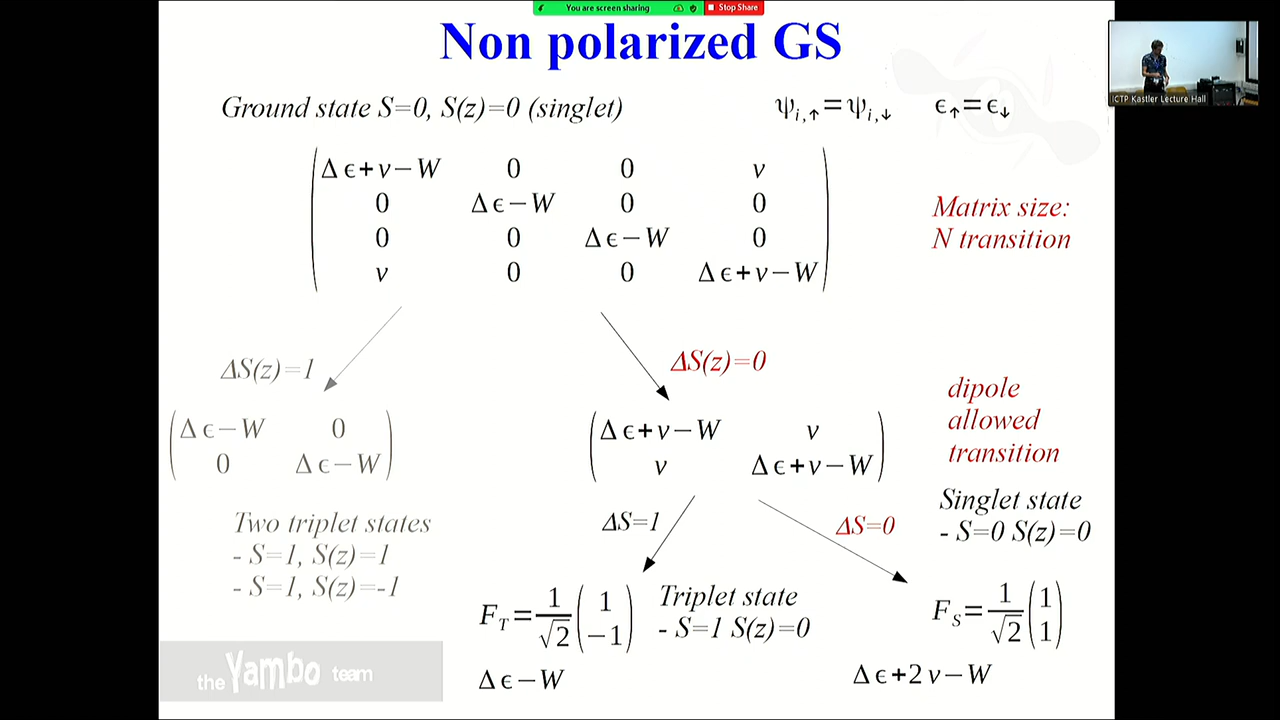 You are screen sharing Stop Share
Non polarized GS
ICTP Kastler Lecture Hall
Ground state S=0, S(z)=0 (singlet) ψi,↑=ψi,↓ ϵ↑=ϵ↓
Δϵ+v−W 0 0 v
0 Δϵ−W 0 0
0 0 Δϵ−W 0
v 0 0 Δϵ+v−W
Matrix size:
N transition
ΔS(z)=1
ΔS(z)=0
Δϵ−W 0
0 Δϵ−W
Δϵ+v−W v
v Δϵ+v−W
dipole
allowed
transition
Two triplet states
- S=1, S(z)=1
- S=1, S(z)=-1
ΔS=1
ΔS=0
Singlet state
- S=0 S(z)=0
F_T=1/√2 (1 −1)
Triplet state
- S=1 S(z)=0
F_S=1/√2 (1 1)
Δϵ−W
Δϵ+2v−W
the Yambo team